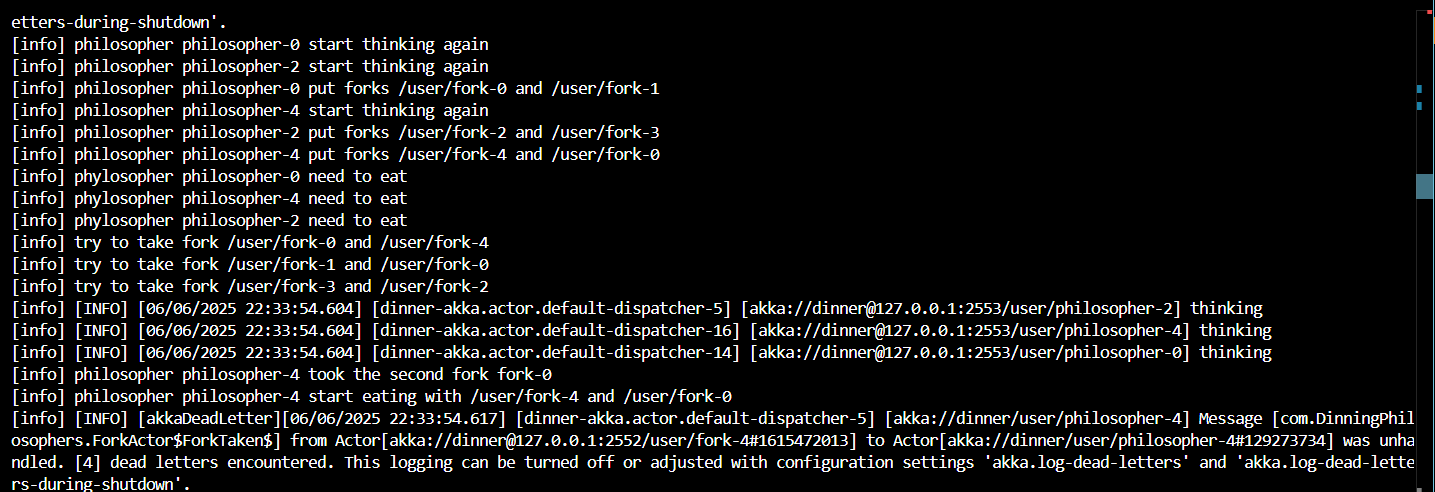 etters-during-shutdown'.
[info] philosopher philosopher-0 start thinking again
[info] philosopher philosopher-2 start thinking again
[info] philosopher philosopher-0 put forks /user/fork-0 and /user/fork-1
[info] philosopher philosopher-4 start thinking again
[info] philosopher philosopher-2 put forks /user/fork-2 and /user/fork-3
[info] philosopher philosopher-4 put forks /user/fork-4 and /user/fork-0
[info] phylosopher philosopher-0 need to eat
[info] phylosopher philosopher-4 need to eat
[info] phylosopher philosopher-2 need to eat
[info] try to take fork /user/fork-0 and /user/fork-4
[info] try to take fork /user/fork-1 and /user/fork-0
[info] try to take fork /user/fork-3 and /user/fork-2
[info] [INFO] [06/06/2025 22:33:54.604] [dinner-akka.actor.default-dispatcher-5] [akka://dinner@127.0.0.1:2553/user/philosopher-2] thinking
[info] [INFO] [06/06/2025 22:33:54.604] [dinner-akka.actor.default-dispatcher-16] [akka://dinner@127.0.0.1:2553/user/philosopher-4] thinking
[info] [INFO] [06/06/2025 22:33:54.604] [dinner-akka.actor.default-dispatcher-14] [akka://dinner@127.0.0.1:2553/user/philosopher-0] thinking
[info] philosopher philosopher-4 took the second fork fork-0
[info] philosopher philosopher-4 start eating with /user/fork-4 and /user/fork-0
[info] [INFO] [akkaDeadLetter][06/06/2025 22:33:54.617] [dinner-akka.actor.default-dispatcher-5] [akka://dinner/user/philosopher-4] Message [com.DinningPhil
osophers.ForkActor$ForkTaken$] from Actor[akka://dinner@127.0.0.1:2552/user/fork-4#1615472013] to Actor[akka://dinner/user/philosopher-4#129273734] was unha
ndled. [4] dead letters encountered. This logging can be turned off or adjusted with configuration settings 'akka.log-dead-letters' and 'akka.log-dead-lette
rs-during-shutdown'.